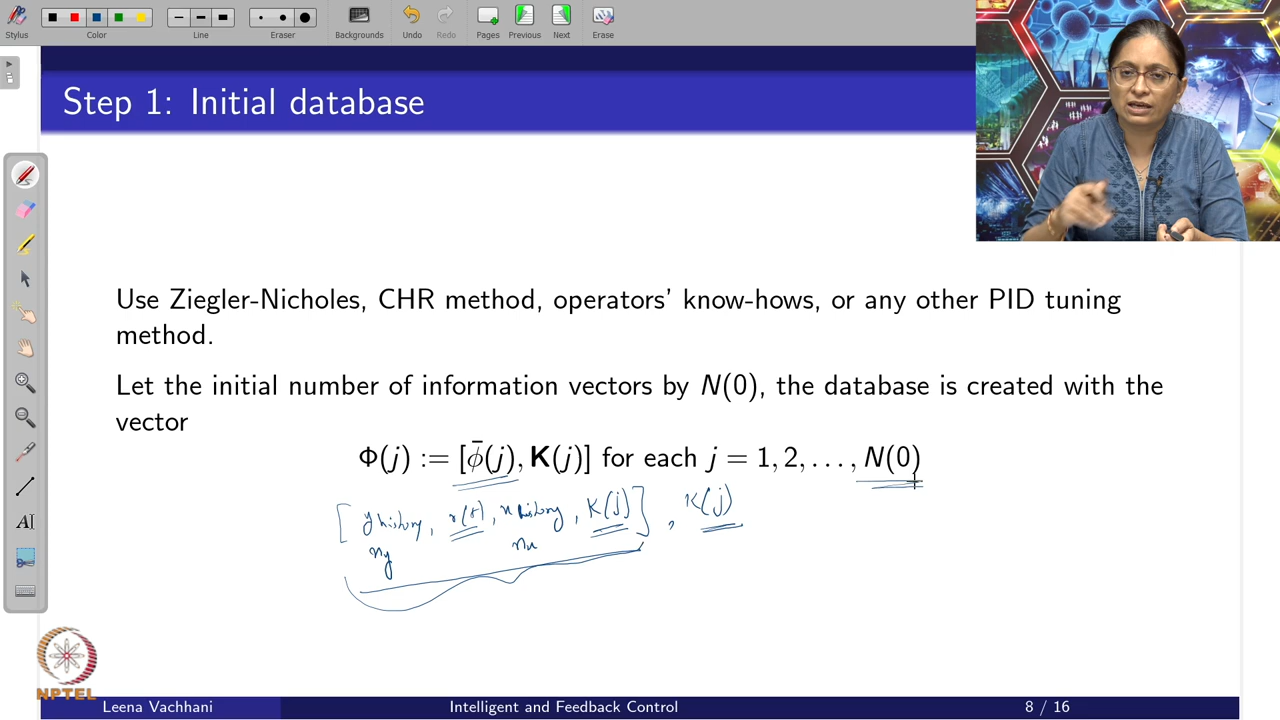 Stylus
Color
Line
Eraser
Backgrounds
Undo
Redo
Pages
Previous
Next
Erase
Step 1: Initial database
Use Ziegler-Nicholes, CHR method, operators' know-hows, or any other PID tuning
method.
Let the initial number of information vectors by N(0), the database is created with the
vector
Φ(j) := [ϕ̄(j), K(j)] for each j = 1, 2, . . . , N(0)
[ y history, r(t), u history, K(j) ] , K(j)
ny nu
AI
NPTEL
Leena Vachhani
Intelligent and Feedback Control
8 / 16